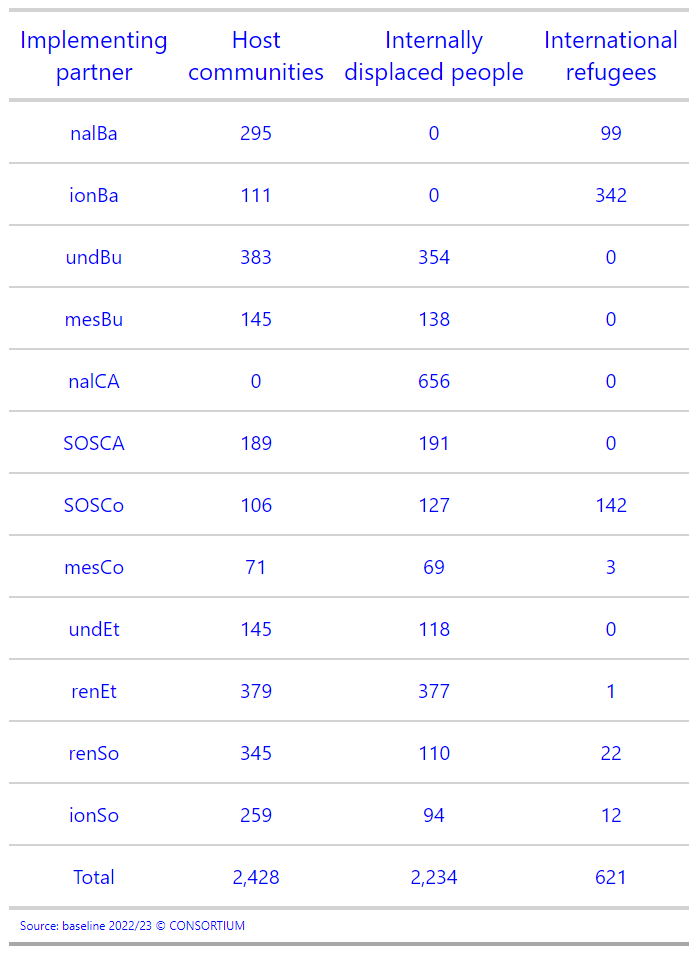 Implementing partner Host communities Internally displaced people International refugees
nalBa 295 0 99
ionBa 111 0 342
undBu 383 354 0
mesBu 145 138 0
nalCA 0 656 0
SOSCA 189 191 0
SOSCo 106 127 142
mesCo 71 69 3
undEt 145 118 0
renEt 379 377 1
renSo 345 110 22
ionSo 259 94 12
Total 2,428 2,234 621
Source: baseline 2022/23 © CONSORTIUM